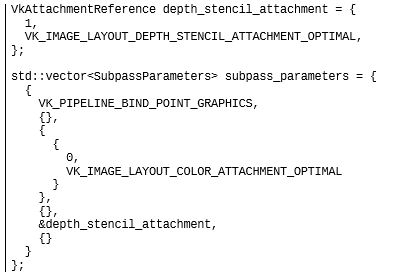 VkAttachmentReference depth_stencil_attachment = {
  1,
  VK_IMAGE_LAYOUT_DEPTH_STENCIL_ATTACHMENT_OPTIMAL,
};

std::vector<SubpassParameters> subpass_parameters = {
  {
    VK_PIPELINE_BIND_POINT_GRAPHICS,
    {},
    {
      {
        0,
        VK_IMAGE_LAYOUT_COLOR_ATTACHMENT_OPTIMAL
      }
    },
    {},
    &depth_stencil_attachment,
    {}
  }
};